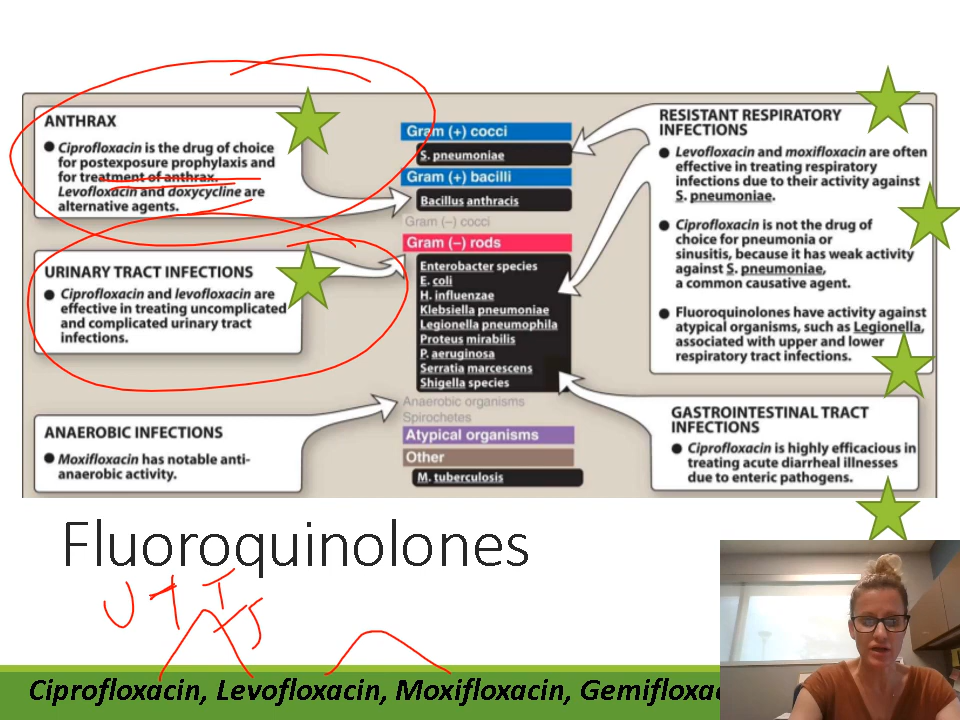 ANTHRAX
● Ciprofloxacin is the drug of choice
for postexposure prophylaxis and
for treatment of anthrax.
Levofloxacin and doxycycline are
alternative agents.
URINARY TRACT INFECTIONS
● Ciprofloxacin and levofloxacin are
effective in treating uncomplicated
and complicated urinary tract
infections.
ANAEROBIC INFECTIONS
● Moxifloxacin has notable anti-
anaerobic activity.
Gram (+) cocci
S. pneumoniae
Gram (+) bacilli
Bacillus anthracis
Gram (–) cocci
Gram (–) rods
Enterobacter species
E. coli
H. influenzae
Klebsiella pneumoniae
Legionella pneumophila
Proteus mirabilis
P. aeruginosa
Serratia marcescens
Shigella species
Anaerobic organisms
Spirochetes
Atypical organisms
Other
M. tuberculosis
RESISTANT RESPIRATORY
INFECTIONS
● Levofloxacin and moxifloxacin are often
effective in treating respiratory
infections due to their activity against
S. pneumoniae.
● Ciprofloxacin is not the drug of
choice for pneumonia or
sinusitis, because it has weak activity
against S. pneumoniae,
a common causative agent.
● Fluoroquinolones have activity against
atypical organisms, such as Legionella,
associated with upper and lower
respiratory tract infections.
GASTROINTESTINAL TRACT
INFECTIONS
● Ciprofloxacin is highly efficacious in
treating acute diarrheal illnesses
due to enteric pathogens.
Fluoroquinolones
UTIs
Ciprofloxacin, Levofloxacin, Moxifloxacin,